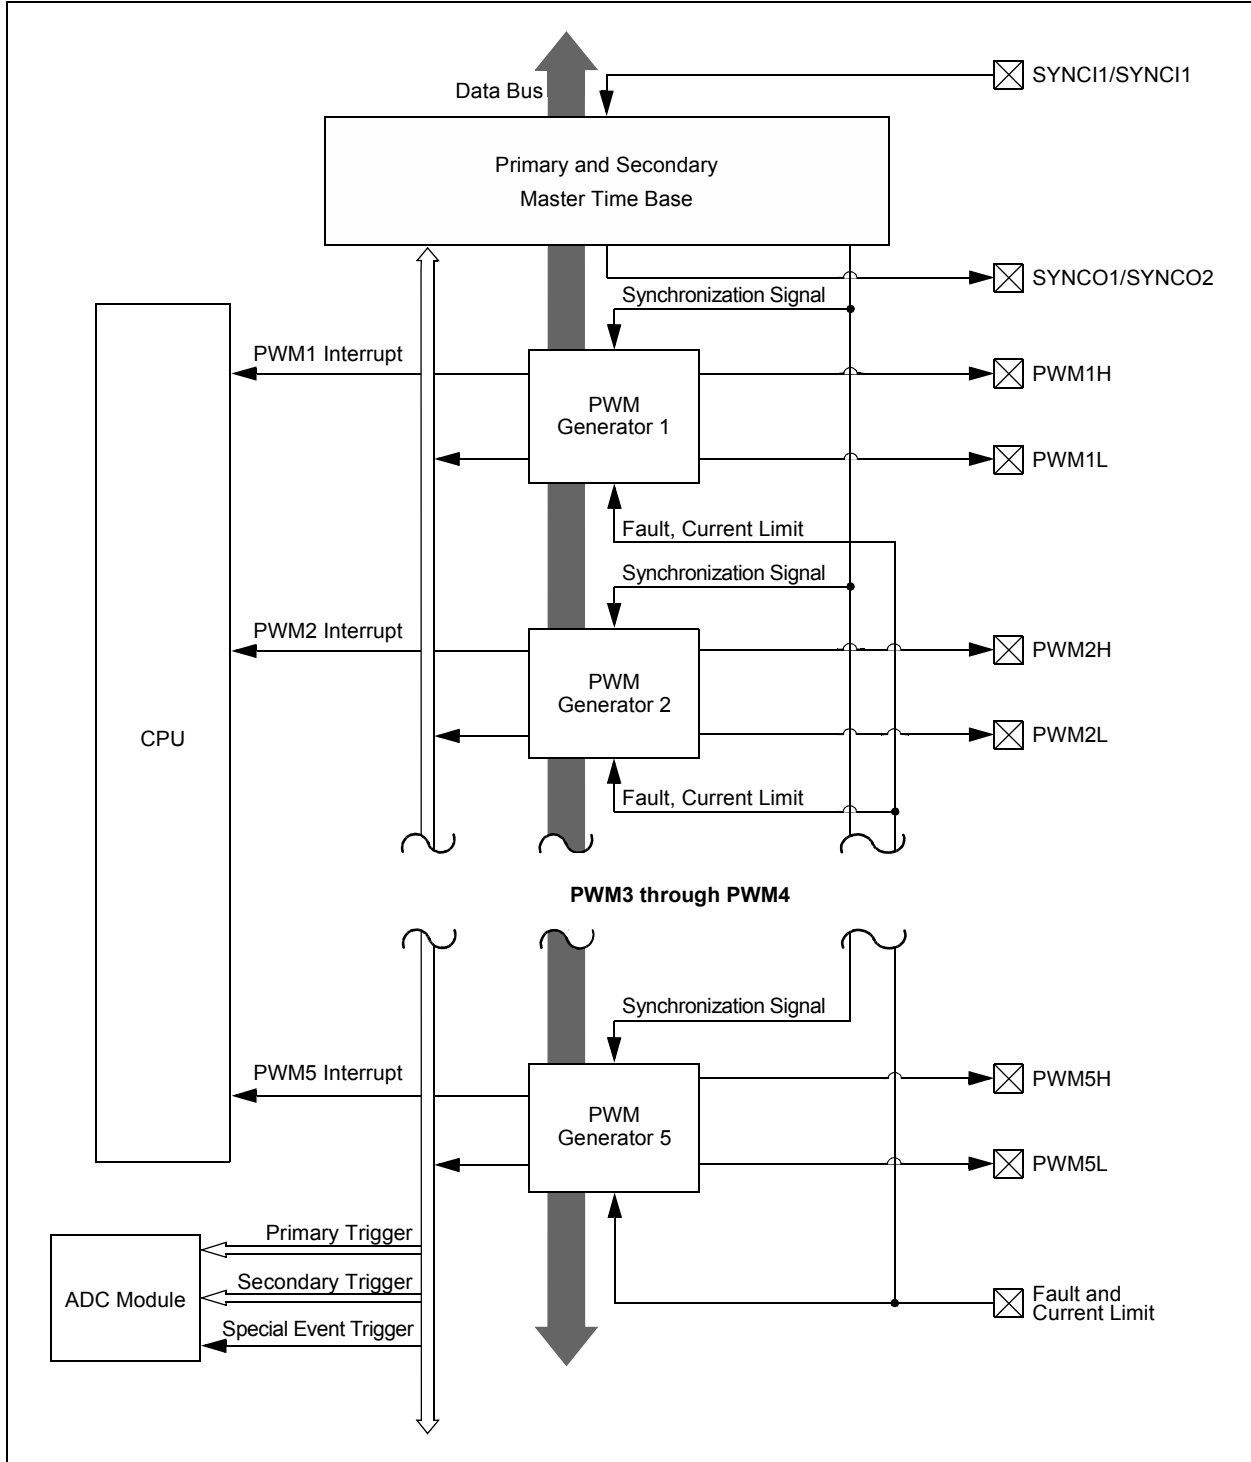 SYNCI1/SYNCI1
Data Bus
Primary and Secondary
Master Time Base
SYNCO1/SYNCO2
Synchronization Signal
PWM1 Interrupt
PWM
Generator 1
PWM1H
PWM1L
Fault, Current Limit
Synchronization Signal
PWM2 Interrupt
PWM
Generator 2
PWM2H
CPU
PWM2L
Fault, Current Limit
PWM3 through PWM4
Synchronization Signal
PWM5 Interrupt
PWM
Generator 5
PWM5H
PWM5L
Primary Trigger
ADC Module
Secondary Trigger
Special Event Trigger
Fault and
Current Limit